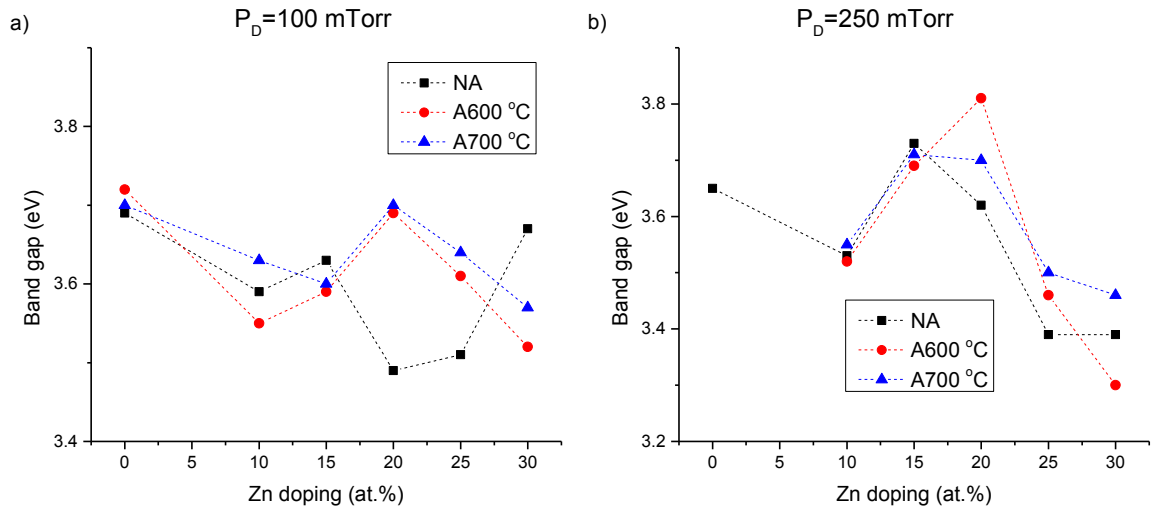 a)
P_D=100 mTorr
NA
A600 °C
A700 °C
3.8
3.6
3.4
Band gap (eV)
0 5 10 15 20 25 30
Zn doping (at.%)
b)
P_D=250 mTorr
3.8
3.6
3.4
3.2
Band gap (eV)
NA
A600 °C
A700 °C
0 5 10 15 20 25 30
Zn doping (at.%)